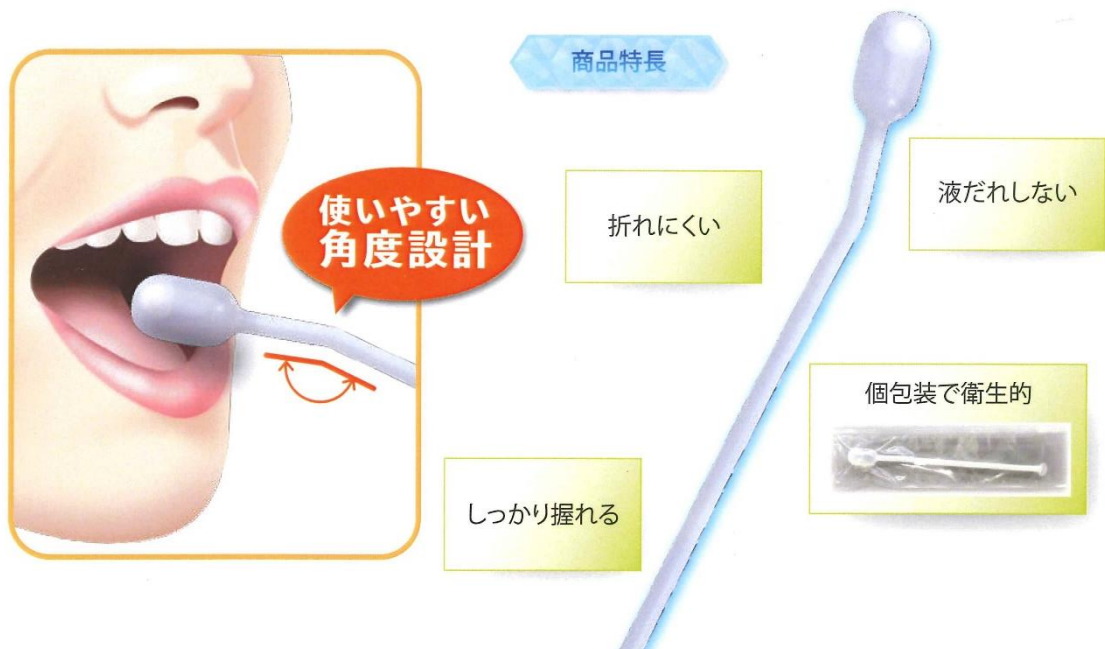 商品特長
使いやすい
角度設計
折れにくい
液だれしない
個包装で衛生的
しっかり握れる